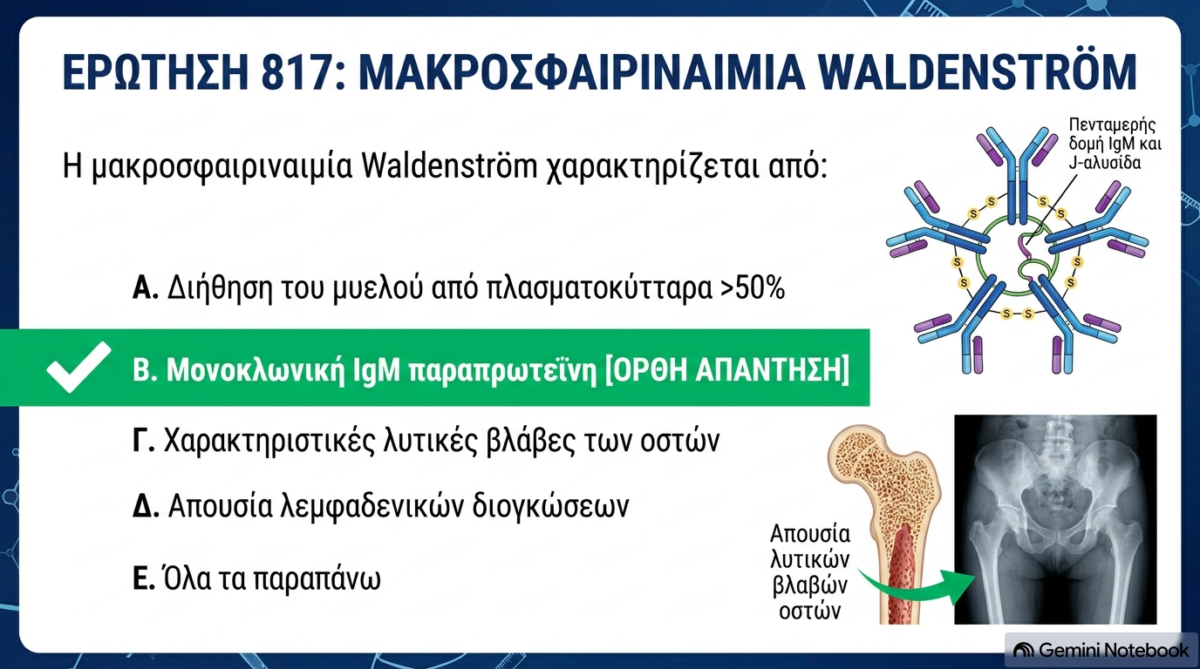 ΕΡΩΤΗΣΗ 817: ΜΑΚΡΟΣΦΑΙΡΙΝΑΙΜΙΑ WALDENSTRÖM
Η μακροσφαιριναιμία Waldenström χαρακτηρίζεται από:
Πενταμερής
δομή IgM και
J-αλυσίδα
S
S
S
S
S
S
S
S
S
S
Α. Διήθηση του μυελού από πλασματοκύτταρα >50%
Β. Μονοκλωνική IgM παραπρωτεΐνη [ΟΡΘΗ ΑΠΑΝΤΗΣΗ]
Γ. Χαρακτηριστικές λυτικές βλάβες των οστών
Δ. Απουσία λεμφαδενικών διογκώσεων
Ε. Όλα τα παραπάνω
Απουσία
λυτικών
βλαβών
οστών
Gemini Notebook